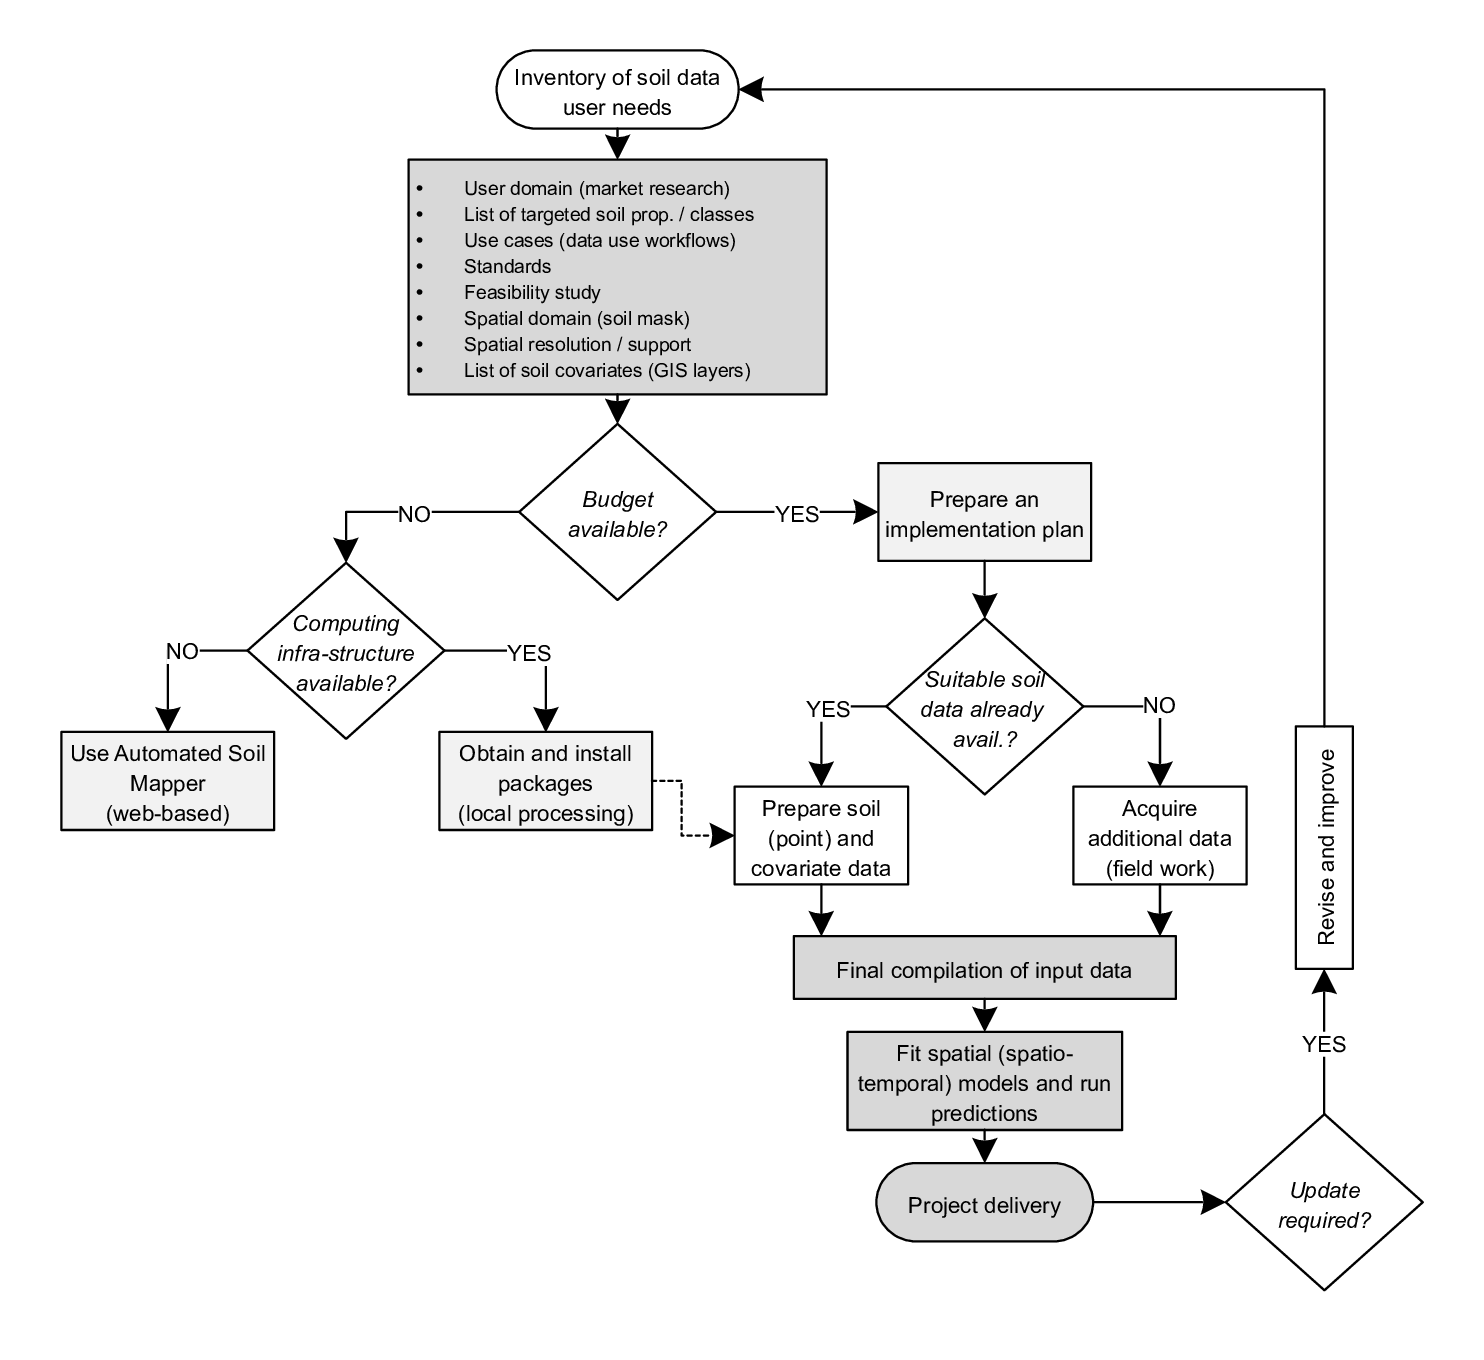 Inventory of soil data
user needs
• User domain (market research)
• List of targeted soil prop. / classes
• Use cases (data use workflows)
• Standards
• Feasibility study
• Spatial domain (soil mask)
• Spatial resolution / support
• List of soil covariates (GIS layers)
Budget
available?
NO
YES
Prepare an
implementation plan
Computing
infra-structure
available?
NO
YES
Suitable soil
data already
avail.?
YES
NO
Use Automated Soil
Mapper
(web-based)
Obtain and install
packages
(local processing)
Prepare soil
(point) and
covariate data
Acquire
additional data
(field work)
Revise and improve
Final compilation of input data
Fit spatial (spatio-
temporal) models and run
predictions
YES
Project delivery
Update
required?